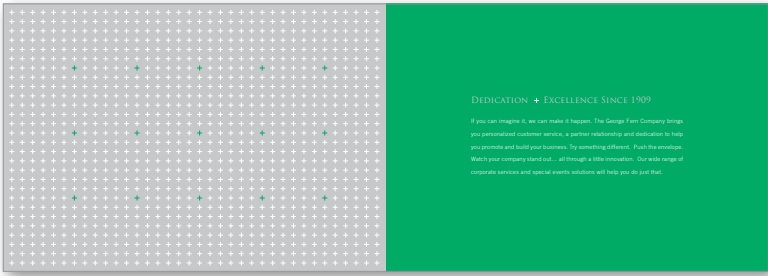 Dedication + Excellence Since 1909
If you can imagine it, we can make it happen. The George Fern Company brings
you personalized customer service, a partner relationship and dedication to help
you promote and build your business. Try something different.  Push the envelope.
Watch your company stand out... all through a little innovation.  Our wide range of
corporate services and special events solutions will help you do just that.